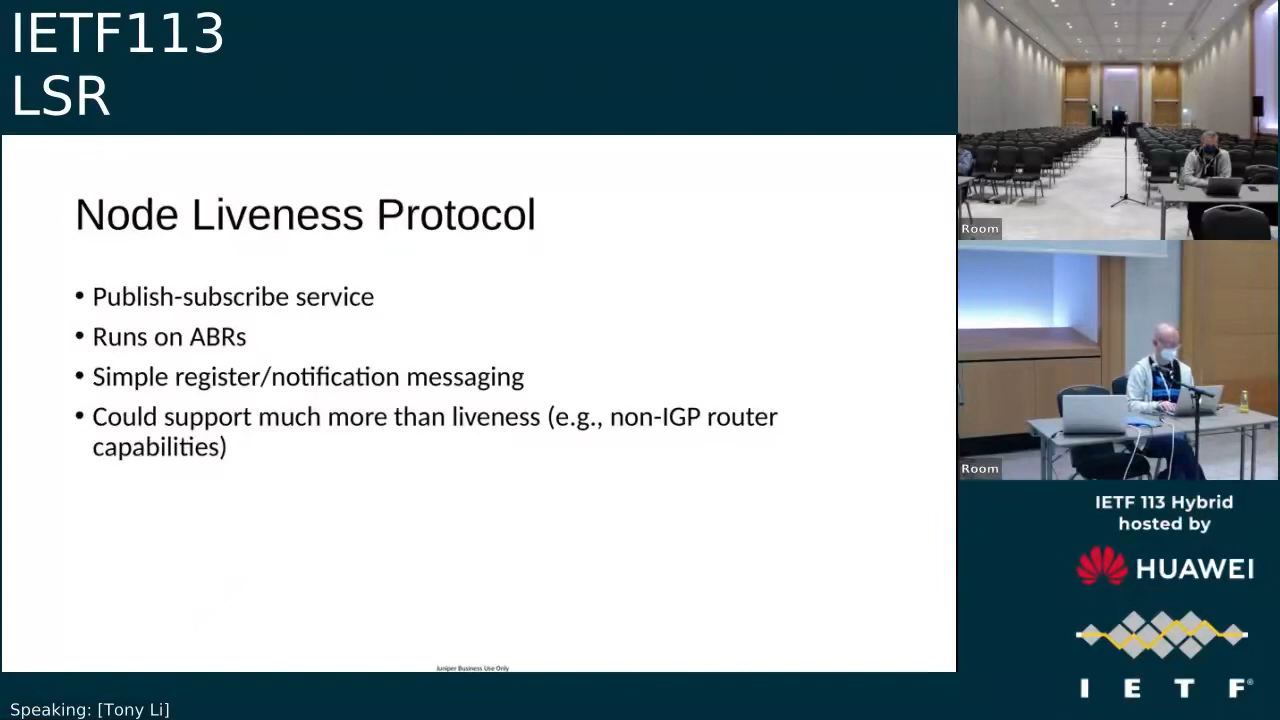 IETF113
LSR
Node Liveness Protocol
• Publish-subscribe service
• Runs on ABRs
• Simple register/notification messaging
• Could support much more than liveness (e.g., non-IGP router
capabilities)
Juniper Business Use Only
Room
Room
IETF 113 Hybrid
hosted by
HUAWEI
I E T F®
Speaking: [Tony Li]